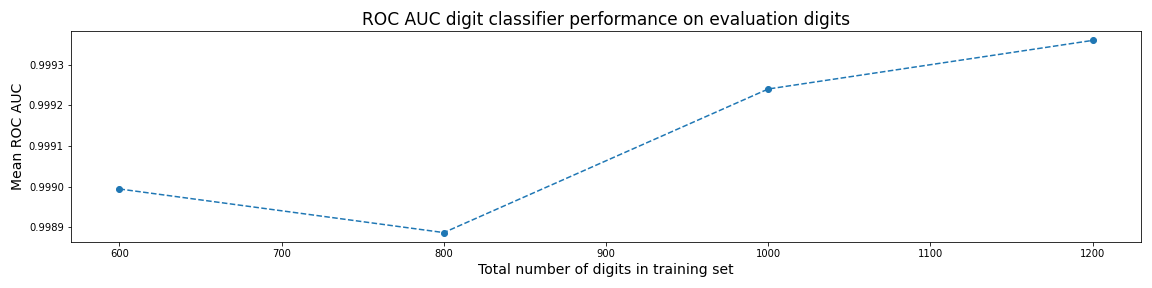 ROC AUC digit classifier performance on evaluation digits
Mean ROC AUC
0.9993
0.9992
0.9991
0.9990
0.9989
600 700 800 900 1000 1100 1200
Total number of digits in training set